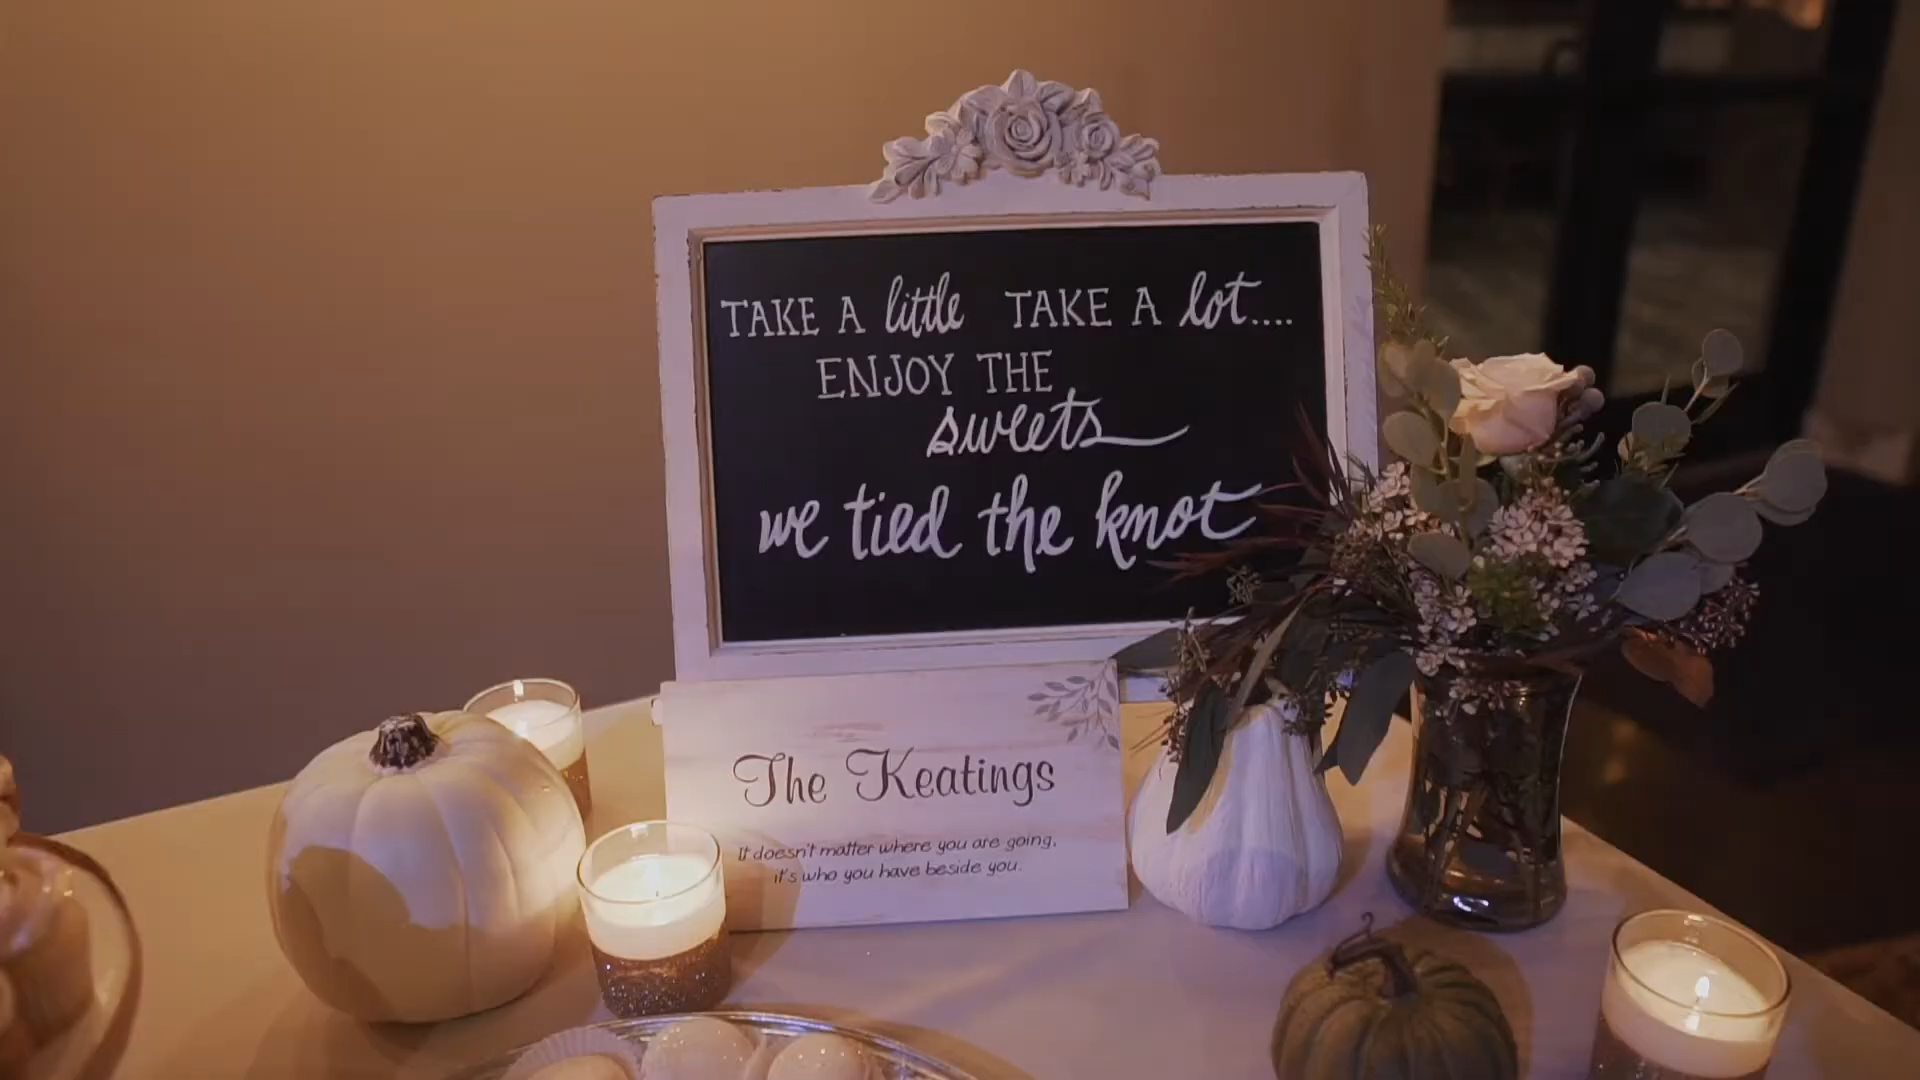 TAKE A little TAKE A lot....
ENJOY THE
sweets
we tied the knot
The Keatings
It doesn't matter where you are going,
it's who you have beside you.